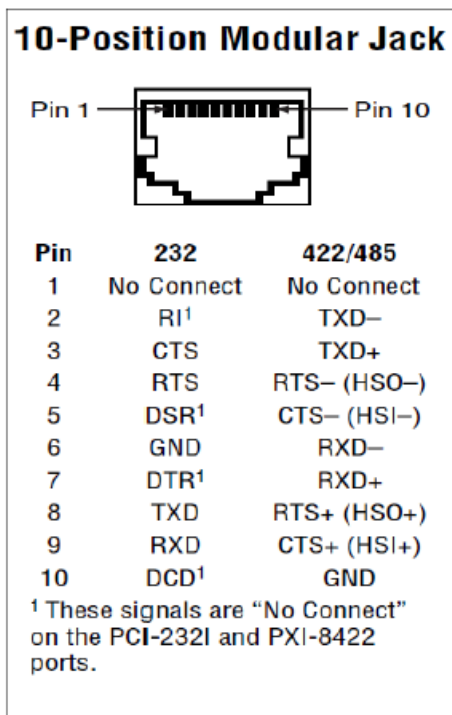 10-Position Modular Jack
Pin 1 Pin 10
Pin 232 422/485
1 No Connect No Connect
2 RI¹ TXD–
3 CTS TXD+
4 RTS RTS– (HSO–)
5 DSR¹ CTS– (HSI–)
6 GND RXD–
7 DTR¹ RXD+
8 TXD RTS+ (HSO+)
9 RXD CTS+ (HSI+)
10 DCD¹ GND
¹ These signals are “No Connect”
on the PCI-232I and PXI-8422
ports.